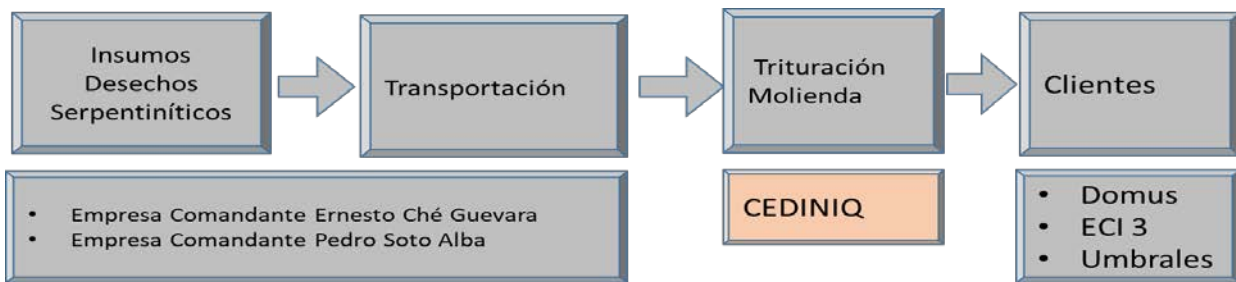 Insumos
Desechos
Serpentiníticos
Transportación
Trituración
Molienda
Clientes
• Empresa Comandante Ernesto Ché Guevara
• Empresa Comandante Pedro Soto Alba
CEDINIQ
• Domus
• ECI 3
• Umbrales